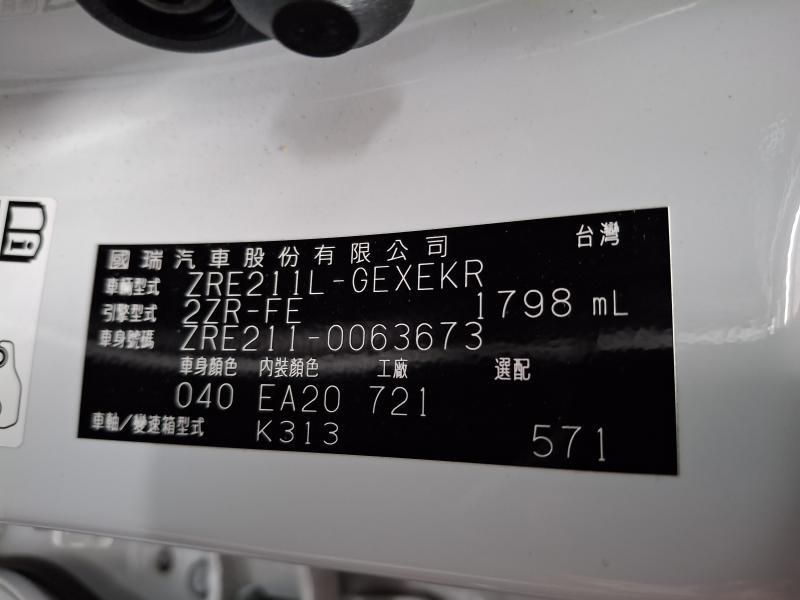 國瑞汽車股份有限公司 台灣
車輛型式 ZRE211L-GEXEKR
引擎型式 2ZR-FE 1798 mL
車身號碼 ZRE211-0063673
車身顏色 內裝顏色 工廠 選配
040 EA20 721
車軸/變速箱型式 K313 571